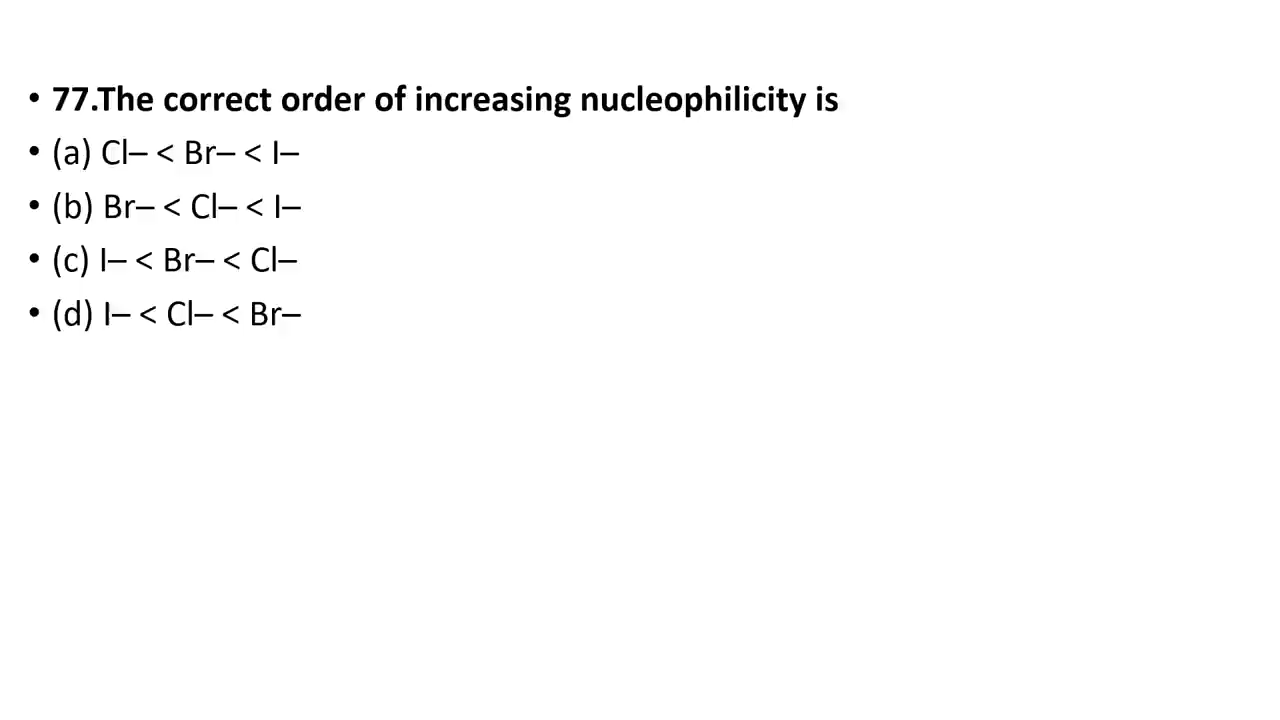 • 77.The correct order of increasing nucleophilicity is
• (a) Cl– < Br– < I–
• (b) Br– < Cl– < I–
• (c) I– < Br– < Cl–
• (d) I– < Cl– < Br–